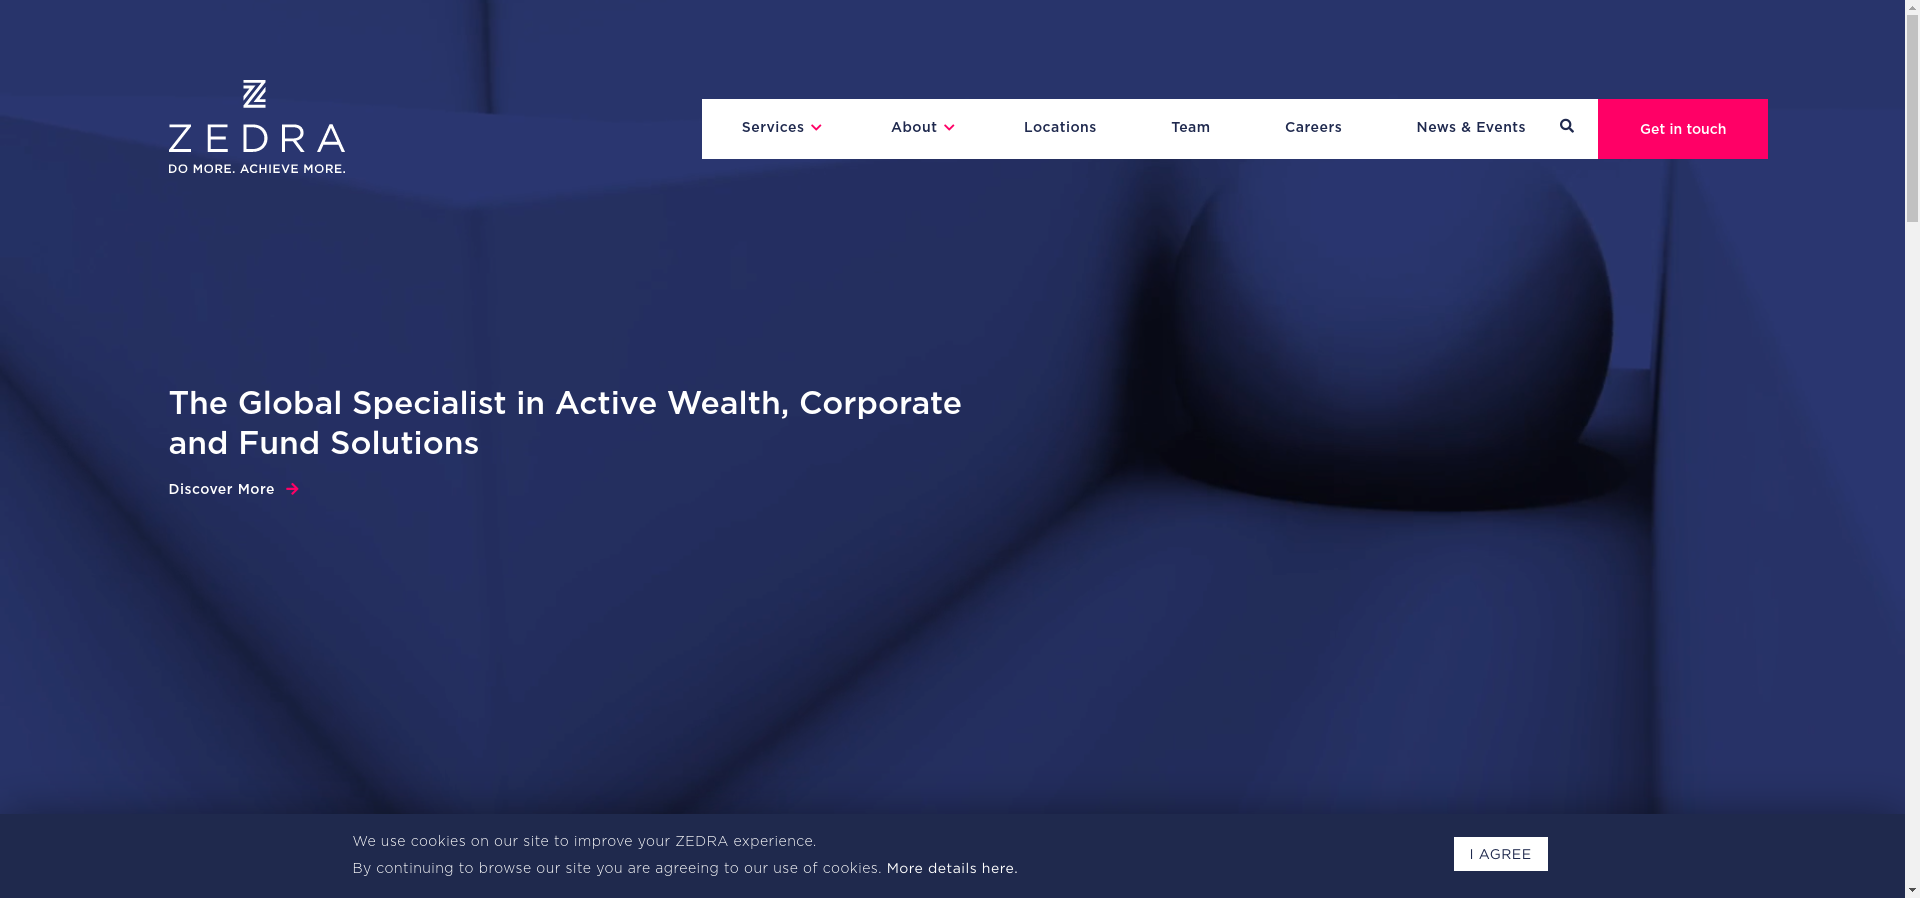 ZEDRA
DO MORE. ACHIEVE MORE.
Services
About
Locations
Team
Careers
News & Events
Get in touch
The Global Specialist in Active Wealth, Corporate
and Fund Solutions
Discover More
We use cookies on our site to improve your ZEDRA experience.
By continuing to browse our site you are agreeing to our use of cookies. More details here.
I AGREE